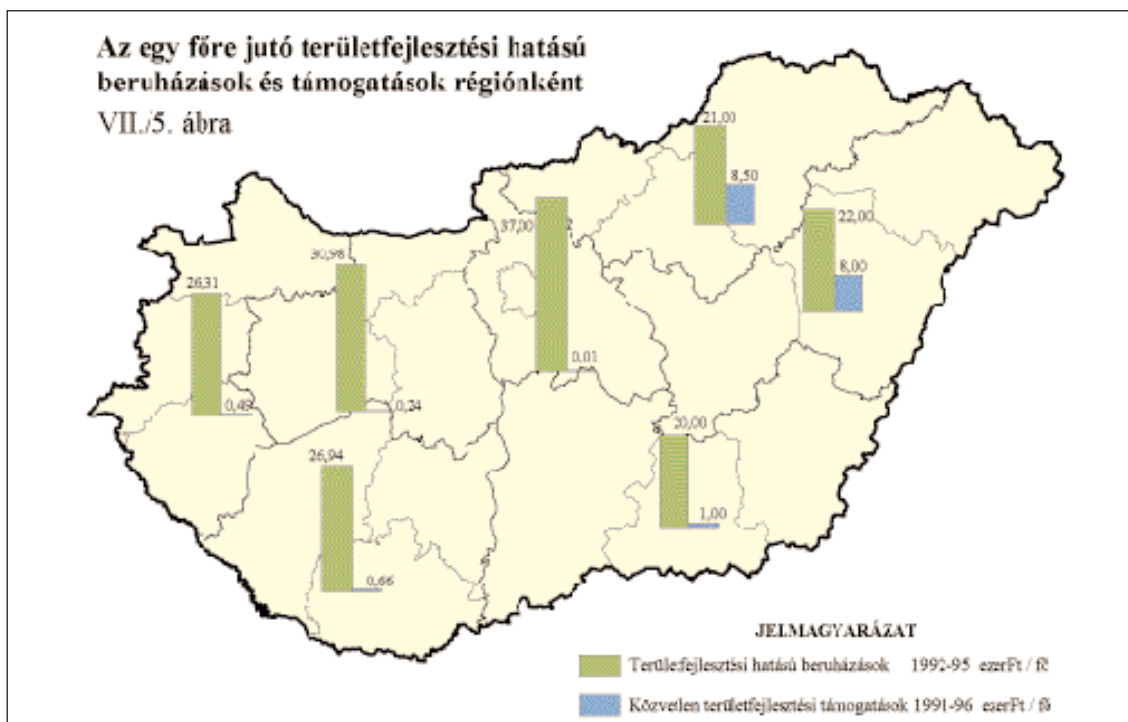 Az egy főre jutó területfejlesztési hatású
beruházások és támogatások régiónként
VII./5. ábra
21,00
8,50
37,00
22,00
8,00
30,98
26,31
0,01
0,49
0,24
20,00
26,94
1,00
0,66
JELMAGYARÁZAT
Területfejlesztési hatású beruházások 1992-95 ezerFt / fő
Közvetlen területfejlesztési támogatások 1991-96 ezerFt / fő